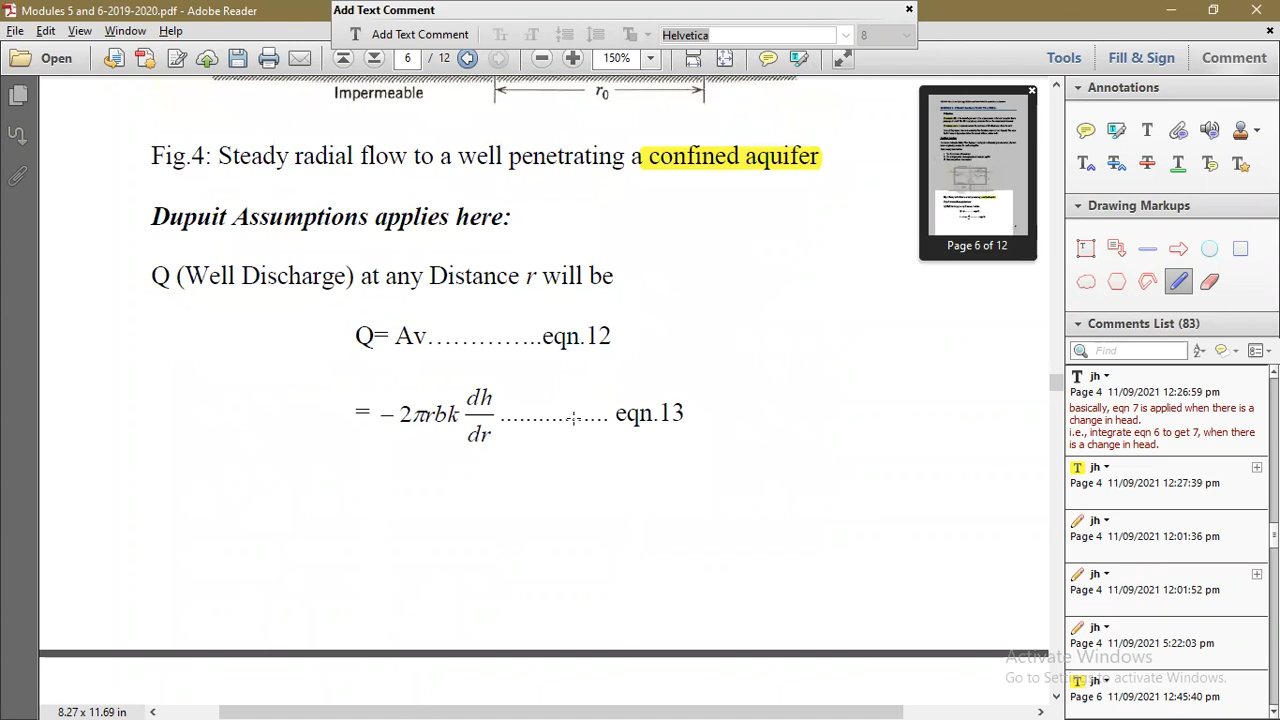 Modules 5 and 6-2019-2020.pdf - Adobe Reader
Add Text Comment
File Edit View Window Help
T Add Text Comment Helvetica 8
Open 6 / 12 150% Tools Fill & Sign Comment
Impermeable r0
Annotations
Page 6 of 12
Drawing Markups
Fig.4: Steady radial flow to a well penetrating a confined aquifer
Dupuit Assumptions applies here:
Q (Well Discharge) at any Distance r will be
Q= Av…………..eqn.12
= − 2πrbk dh/dr .................... eqn.13
Comments List (83)
Find
jh
Page 4 11/09/2021 12:26:59
basically, eqn 7 is applied when there is a
change in head.
i.e., integrate eqn 6 to get 7, when there
is a change in head.
jh
Page 4 11/09/2021 12:27:39
jh
Page 4 11/09/2021 12:01:36
jh
Page 4 11/09/2021 12:01:52
jh
Page 4 11/09/2021 5:22:03 pm
jh
Page 6 11/09/2021 12:45:40 pm
Activate Windows
Go to Settings to activate Windows.
8.27 x 11.69 in